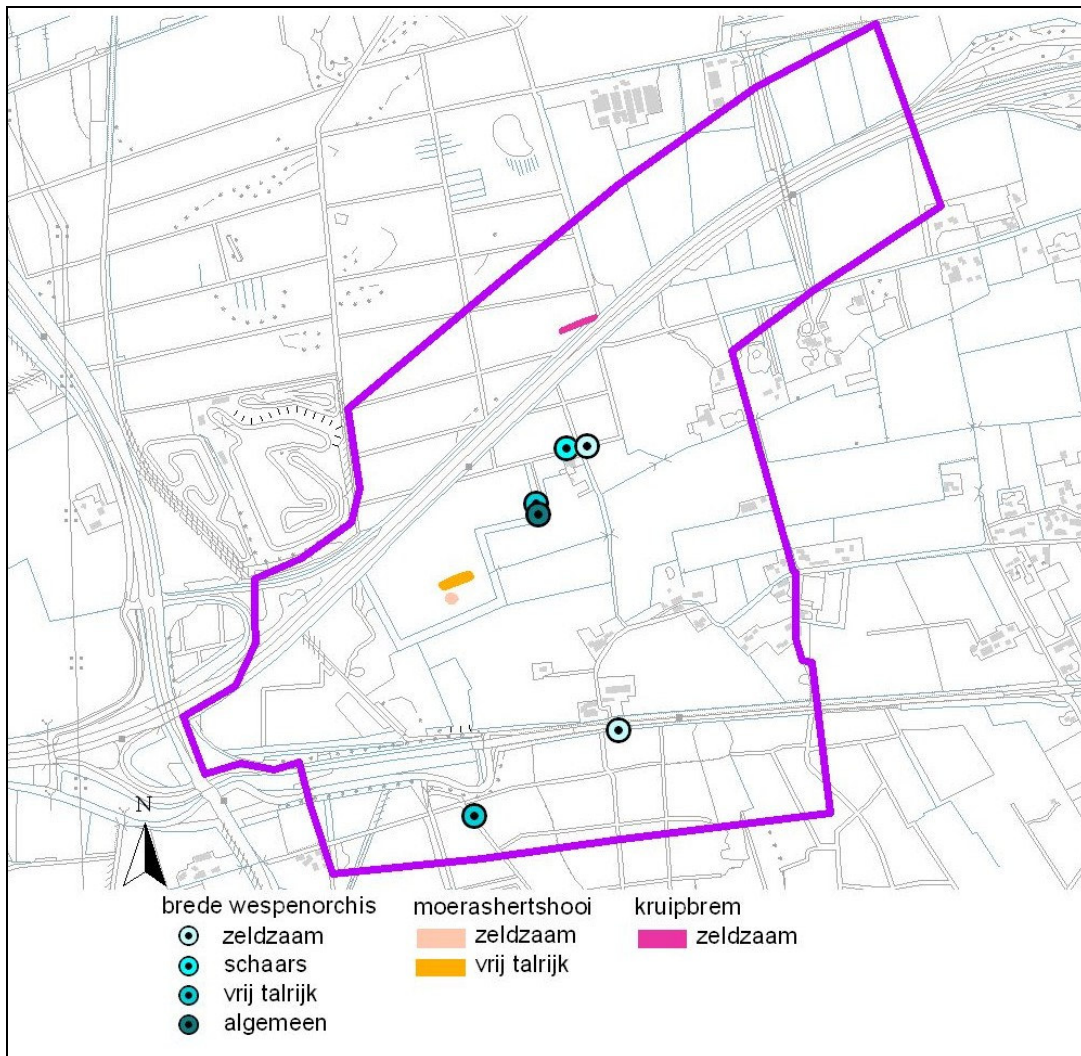 N
brede wespenorchis
zeldzaam
schaars
vrij talrijk
algemeen
moerashertshooi
zeldzaam
vrij talrijk
kruipbrem
zeldzaam